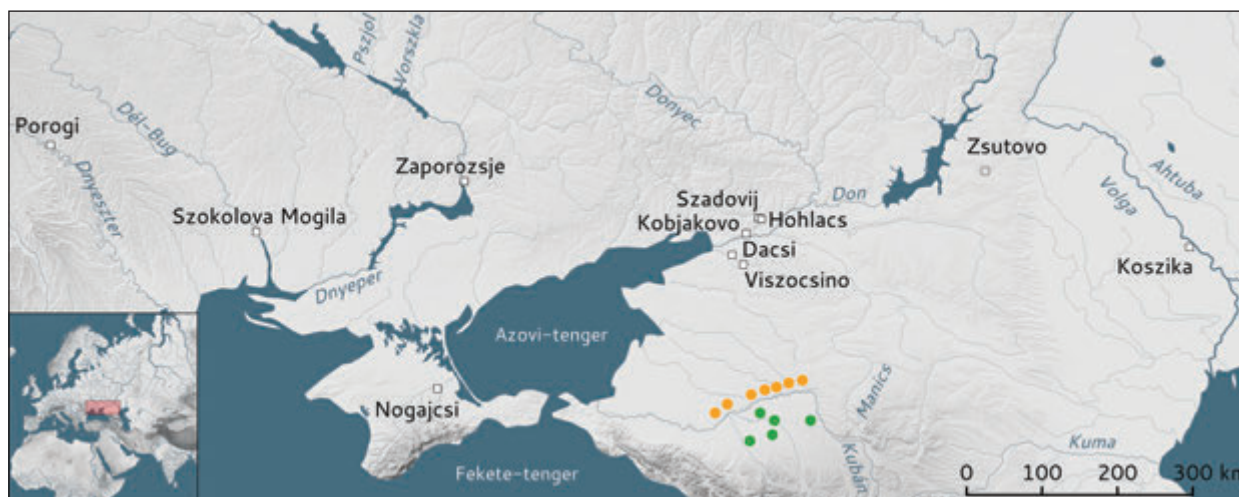 Pszjol
Vorszkla
Dél-Bug
Donyec
Porogi
Dnyeszter
Zaporozsje
Zsutovo
Ahtuba
Volga
Szokolova Mogila
Szadovij
Don
Kobjakovo
Hohlacs
Dacsi
Viszocsino
Koszika
Dnyeper
Azovi-tenger
Nogajcsi
Manics
Kubán
Kuma
Fekete-tenger
0 100 200 300 km